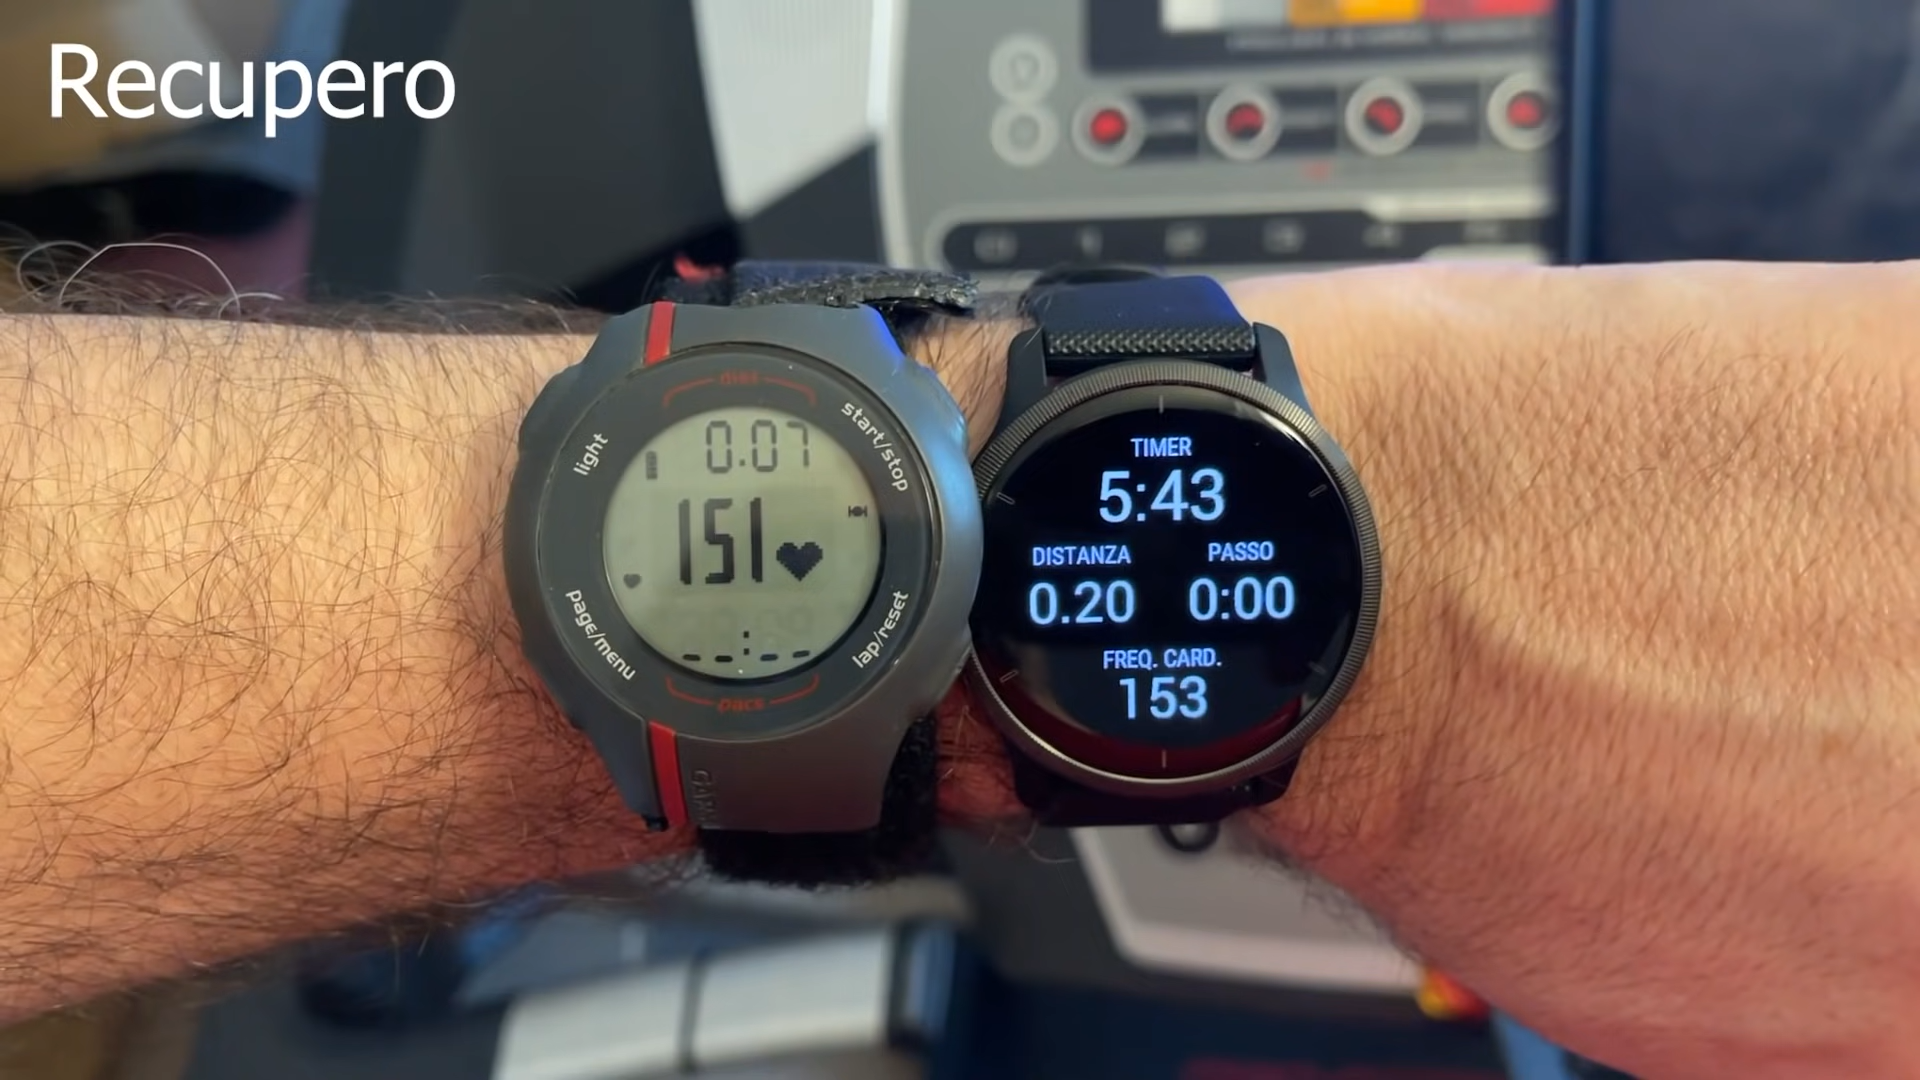 Recupero
dist
light
start/stop
0.07
151
page/menu
lap/reset
pace
TIMER
5:43
DISTANZA PASSO
0.20 0:00
FREQ. CARD.
153